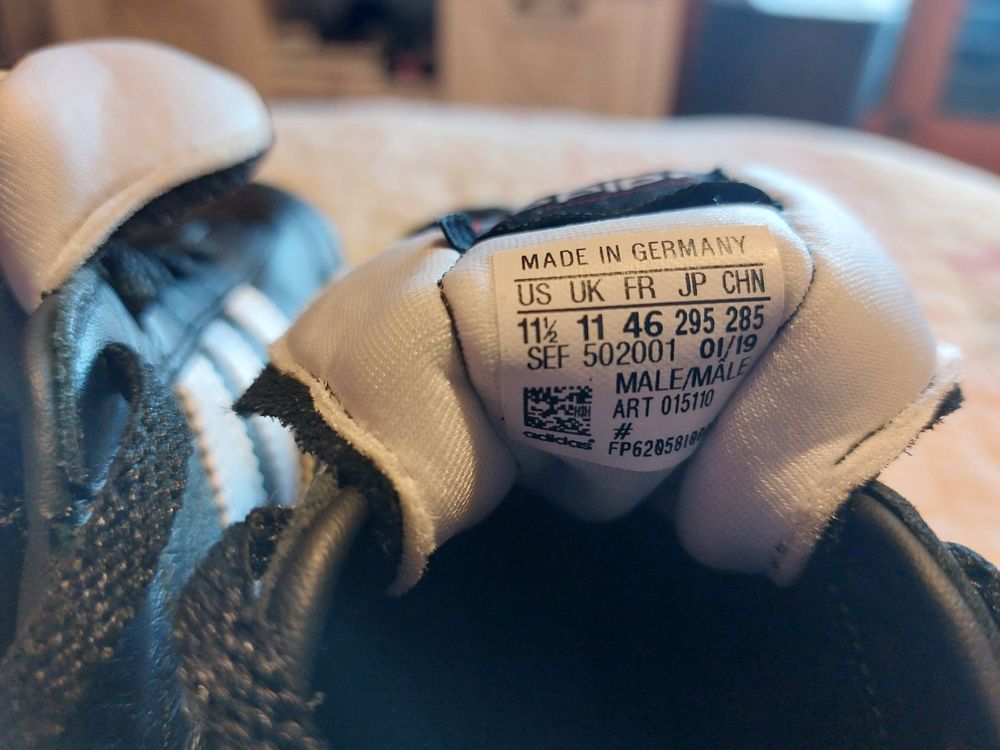 MADE IN GERMANY
US UK FR JP CHN
11½ 11 46 295 285
SEF 502001 01/19
MALE/MÂLE
ART 015110
#
adidas